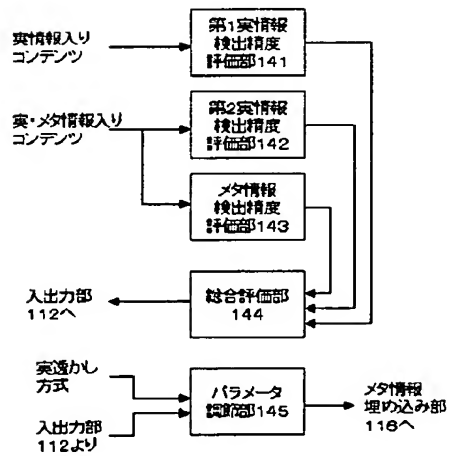 実情報入り
コンテンツ
第1実情報
検出精度
評価部141
実・メタ情報入り
コンテンツ
第2実情報
検出精度
評価部142
メタ情報
検出精度
評価部143
入出力部
112へ
総合評価部
144
実透かし
方式
入出力部
112より
パラメータ
調節部145
メタ情報
埋め込み部
116へ